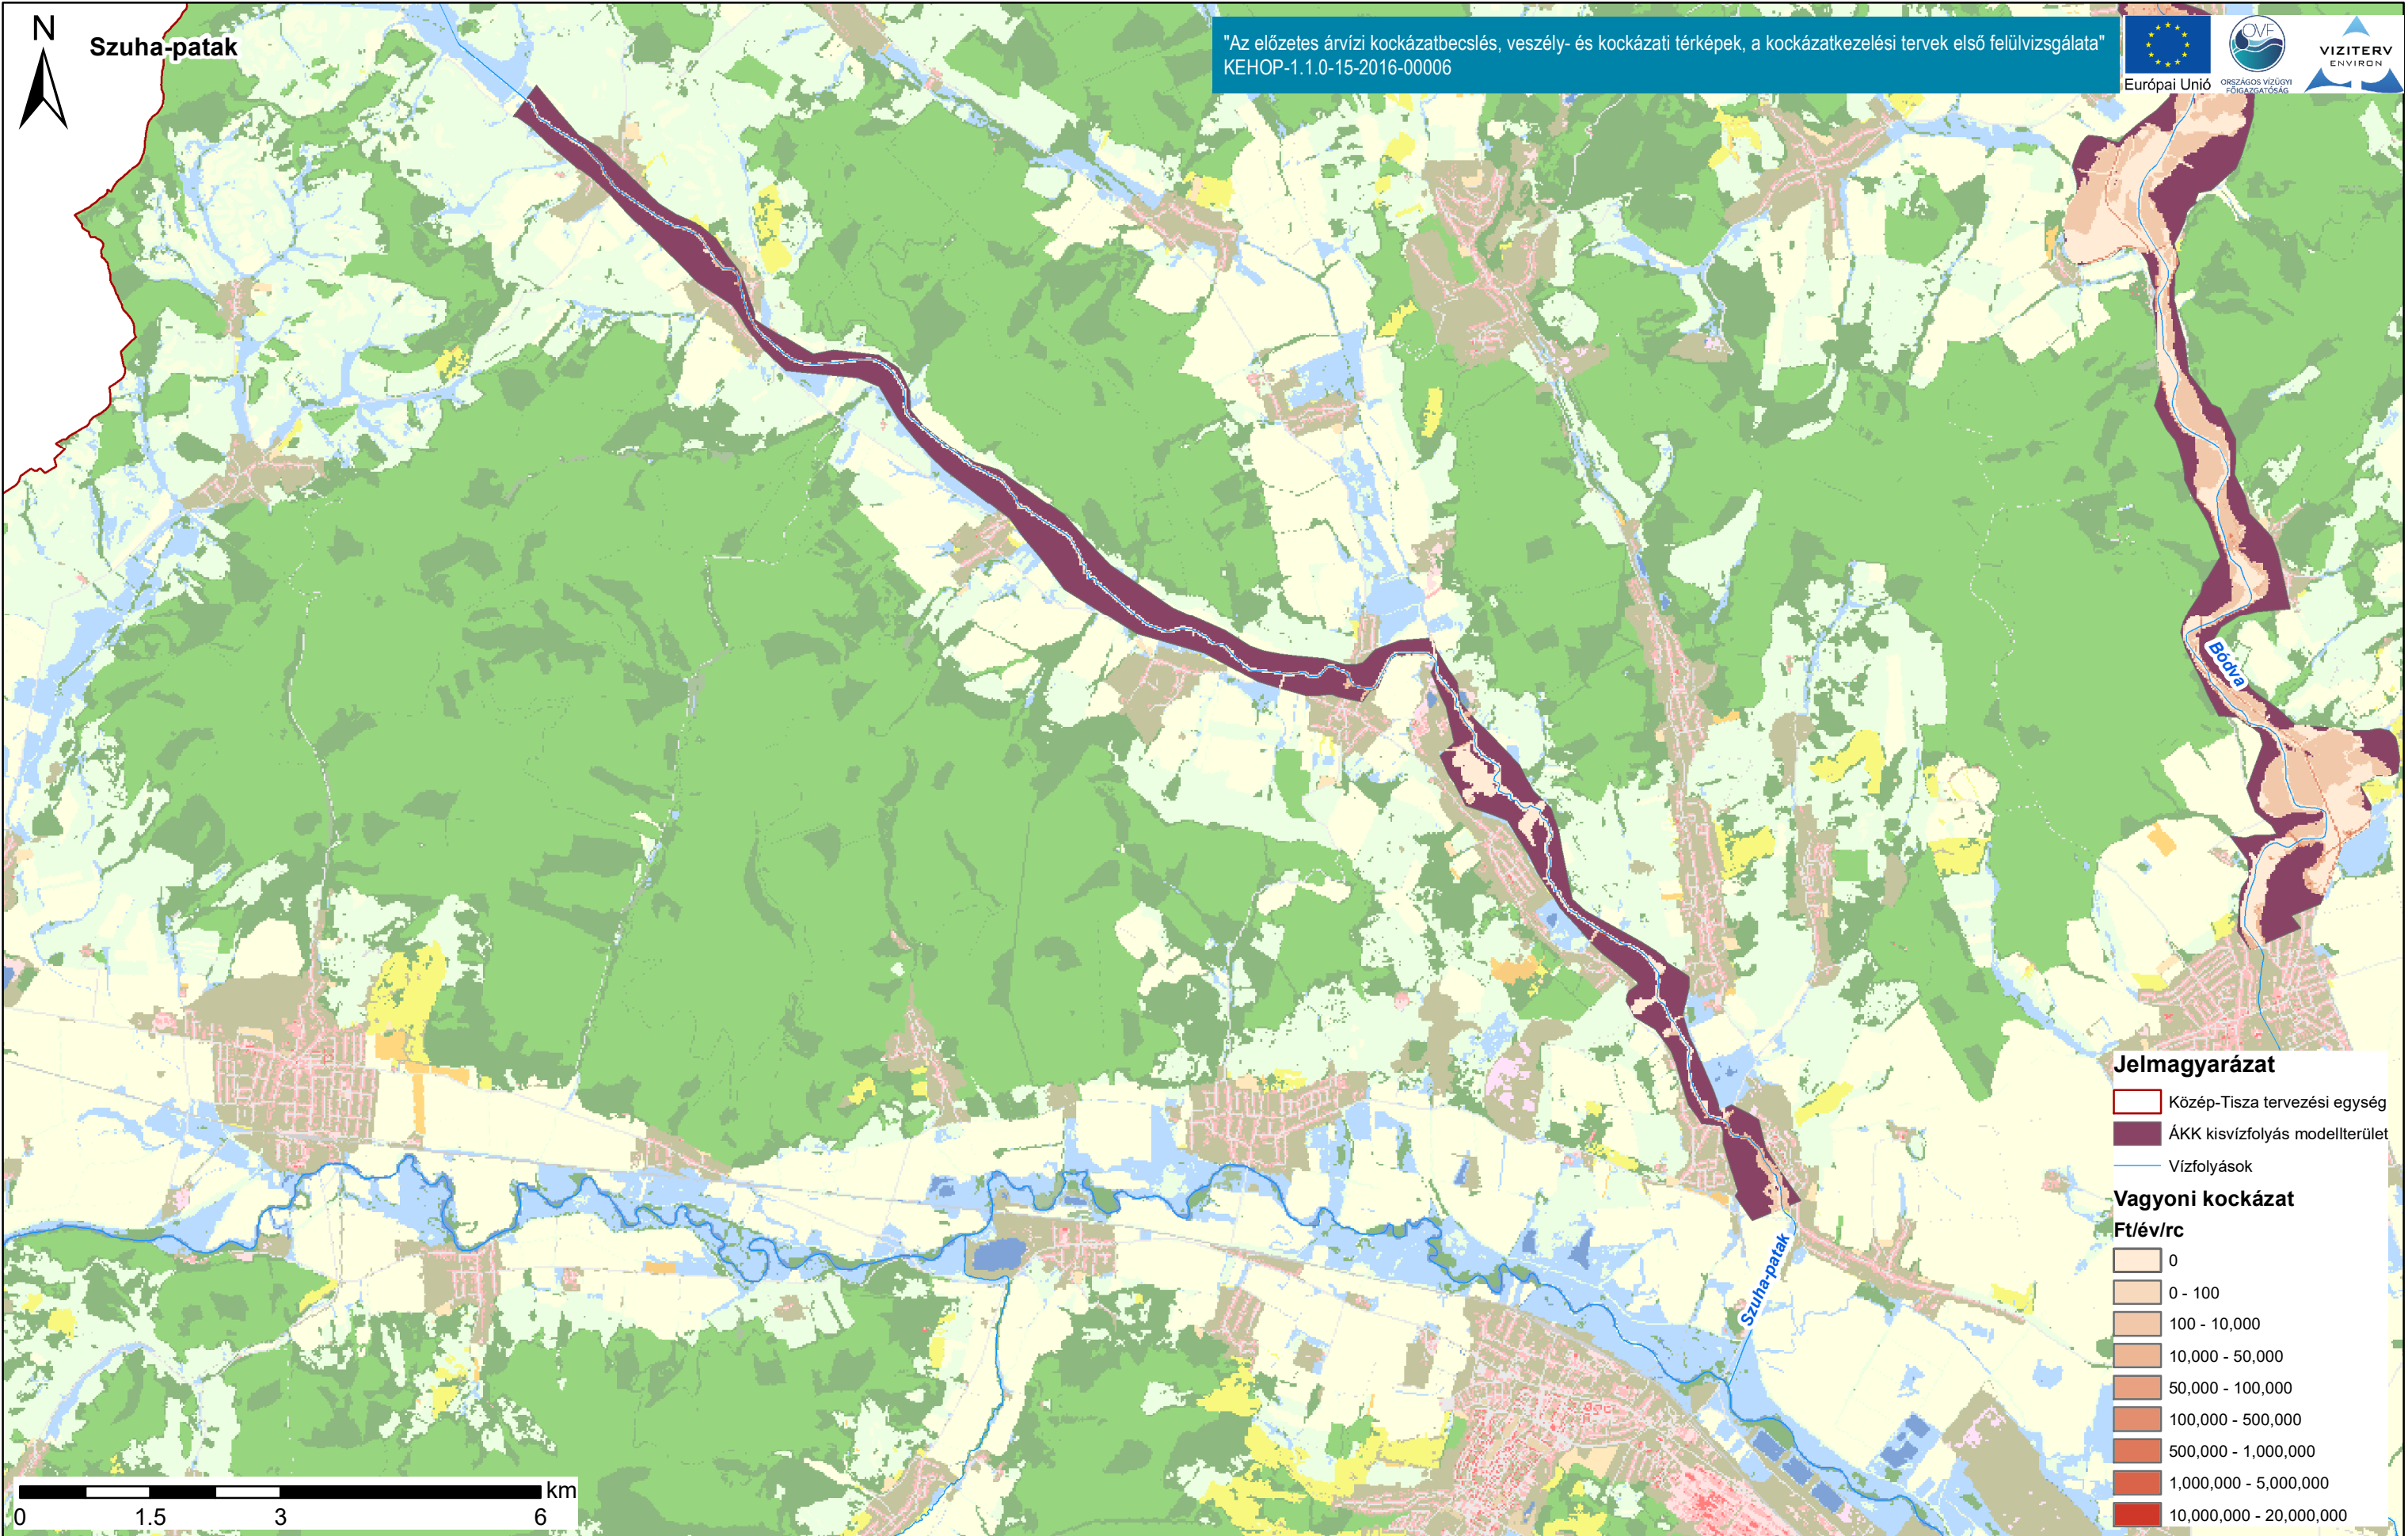 N
Szuha-patak
"Az előzetes árvízi kockázatbecslés, veszély- és kockázati térképek, a kockázatkezelési tervek első felülvizsgálata"
KEHOP-1.1.0-15-2016-00006
Európai Unió
OVF
ORSZÁGOS VÍZÜGYI
FŐIGAZGATÓSÁG
VIZITERV
ENVIRON
Bódva
Szuha-patak
Jelmagyarázat
Közép-Tisza tervezési egység
ÁKK kisvízfolyás modellterület
Vízfolyások
Vagyoni kockázat
Ft/év/rc
0
0 - 100
100 - 10,000
10,000 - 50,000
50,000 - 100,000
100,000 - 500,000
500,000 - 1,000,000
1,000,000 - 5,000,000
10,000,000 - 20,000,000
km
0 1.5 3 6